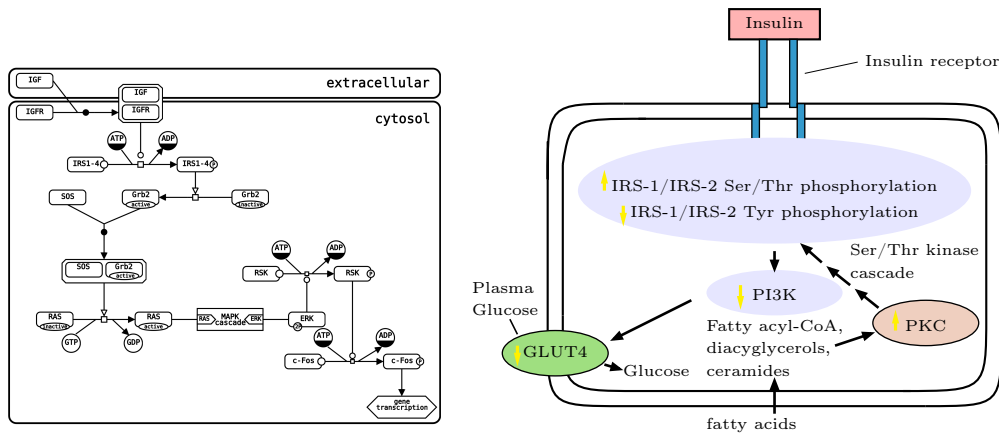 extracellular
IGF
IGF
IGFR
IGFR
cytosol
ATP
ADP
IRS1-4
IRS1-4
P
SOS
Grb2
active
Grb2
inactive
SOS
Grb2
active
ATP
ADP
RSK
RSK
P
RAS
inactive
RAS
active
RAS
MAPK
cascade
ERK
ERK
2P
GTP
GDP
ATP
ADP
c-Fos
c-Fos
P
gene
transcription
Insulin
Insulin receptor
IRS-1/IRS-2 Ser/Thr phosphorylation
IRS-1/IRS-2 Tyr phosphorylation
Ser/Thr kinase
cascade
Plasma
Glucose
PI3K
PKC
Fatty acyl-CoA,
diacyglycerols,
ceramides
GLUT4
Glucose
fatty acids